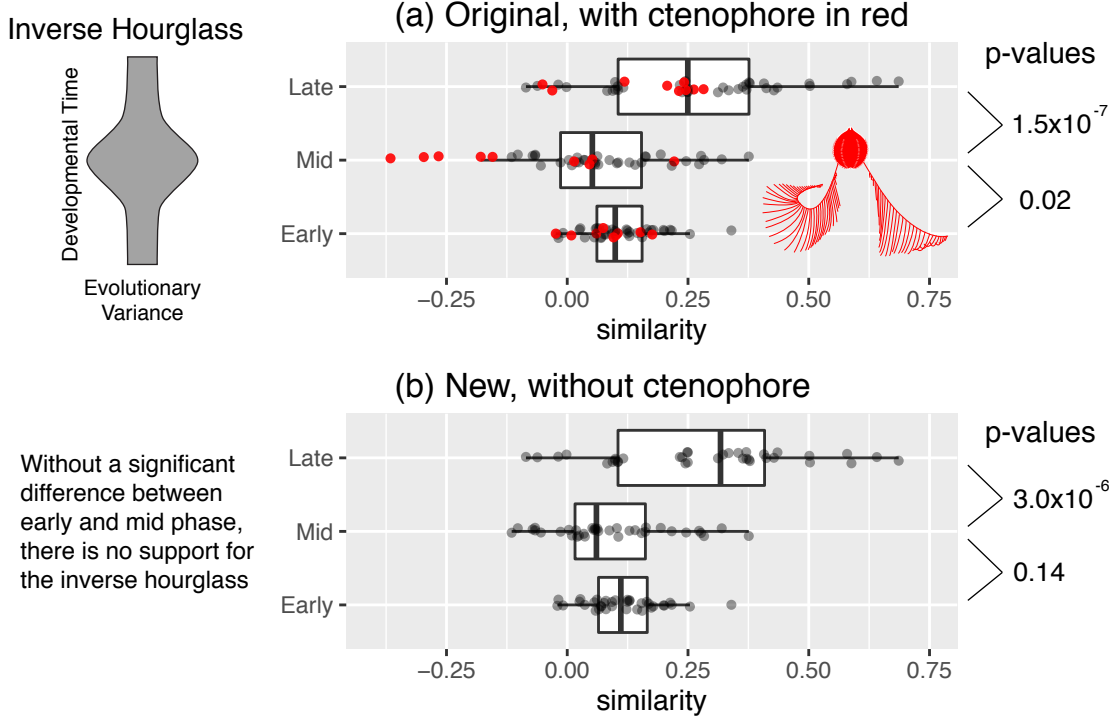 Inverse Hourglass
Developmental Time
Evolutionary
Variance
(a) Original, with ctenophore in red
Late
Mid
Early
−0.25 0.00 0.25 0.50 0.75
similarity
p-values
1.5x10-7
0.02
(b) New, without ctenophore
Without a significant
difference between
early and mid phase,
there is no support for
the inverse hourglass
Late
Mid
Early
−0.25 0.00 0.25 0.50 0.75
similarity
p-values
3.0x10-6
0.14